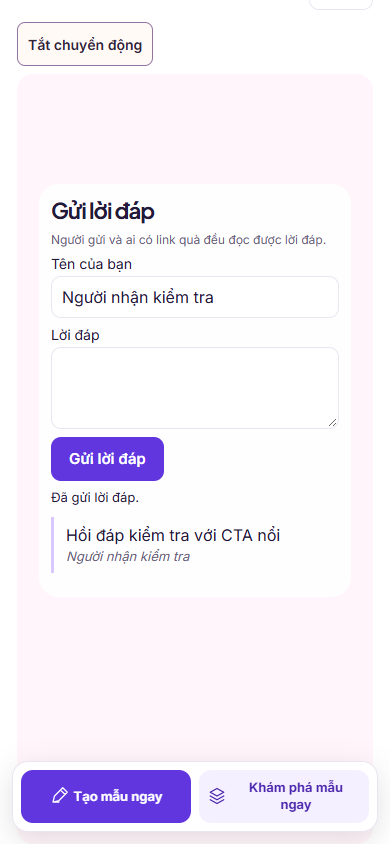 Tắt chuyển động
Gửi lời đáp
Người gửi và ai có link quà đều đọc được lời đáp.
Tên của bạn
Người nhận kiểm tra
Lời đáp
Gửi lời đáp
Đã gửi lời đáp.
Hồi đáp kiểm tra với CTA nổi
Người nhận kiểm tra
Tạo mẫu ngay
Khám phá mẫu
ngay